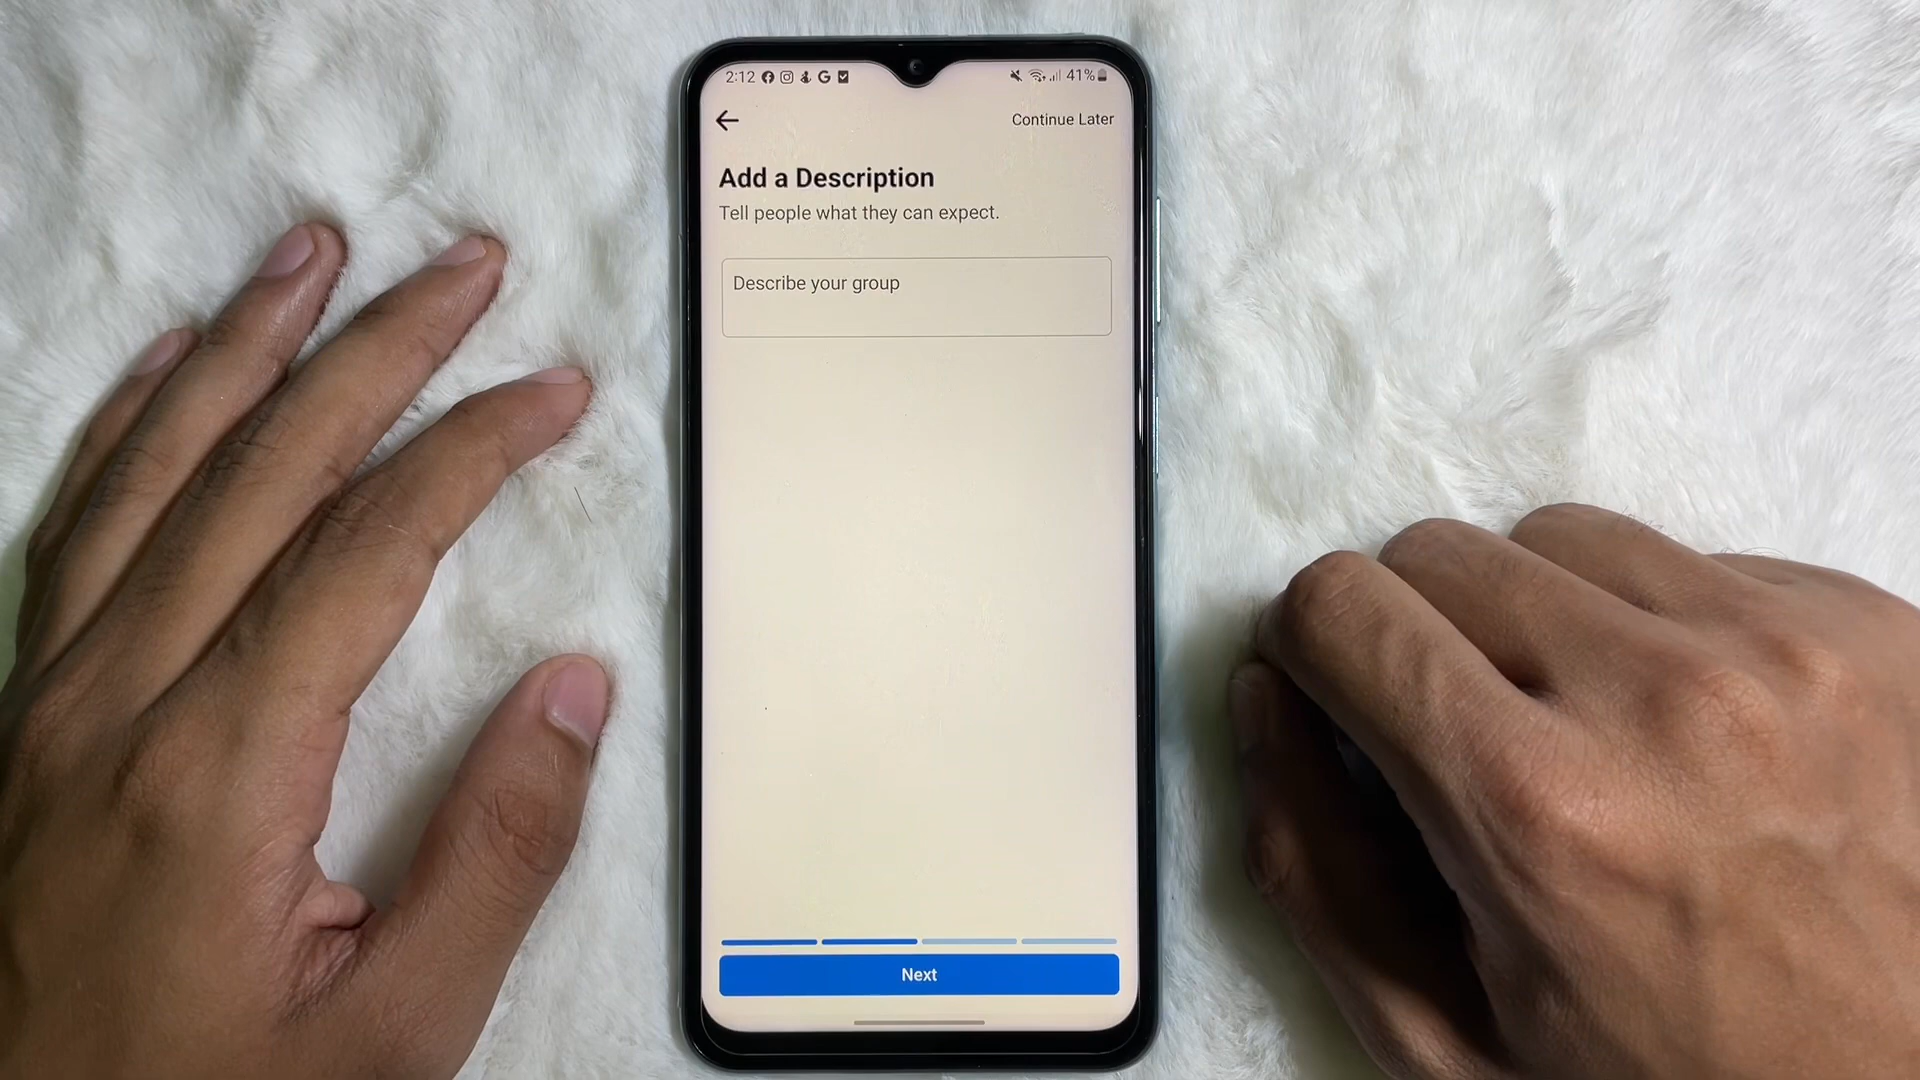 2:12 41%
Continue Later
Add a Description
Tell people what they can expect.
Describe your group
Next